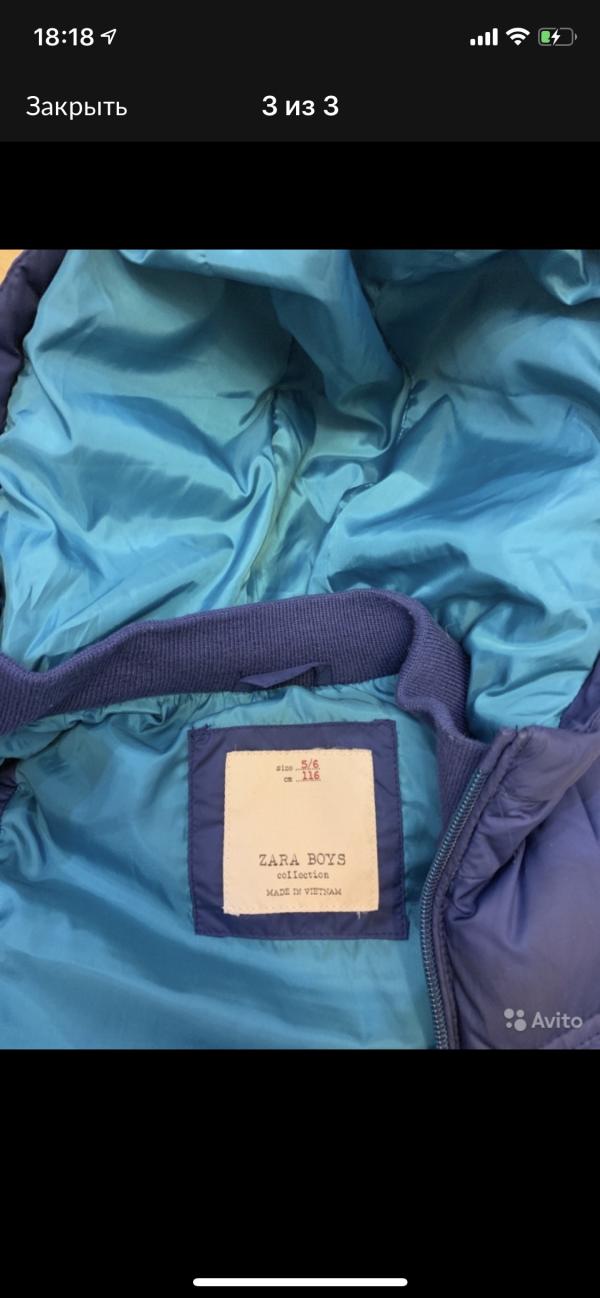 18:18
Закрыть
3 из 3
size 5/6
cm 116
ZARA BOYS
collection
MADE IN VIETNAM
Avito